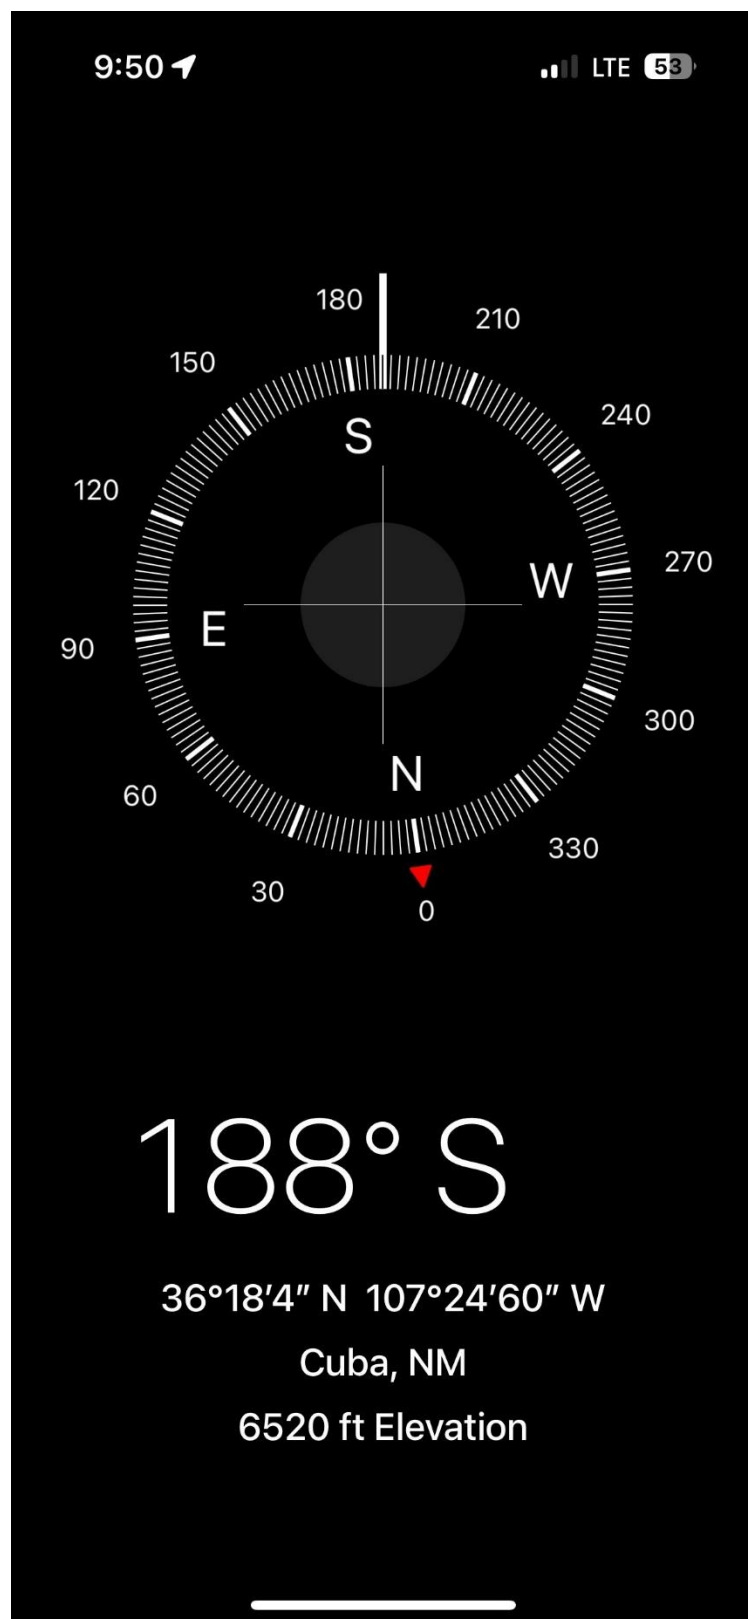 9:50 LTE 53
180 210
150
240
S
120
270
W
E
90
300
N
60
330
30
0
188° S
36°18′4″ N 107°24′60″ W
Cuba, NM
6520 ft Elevation